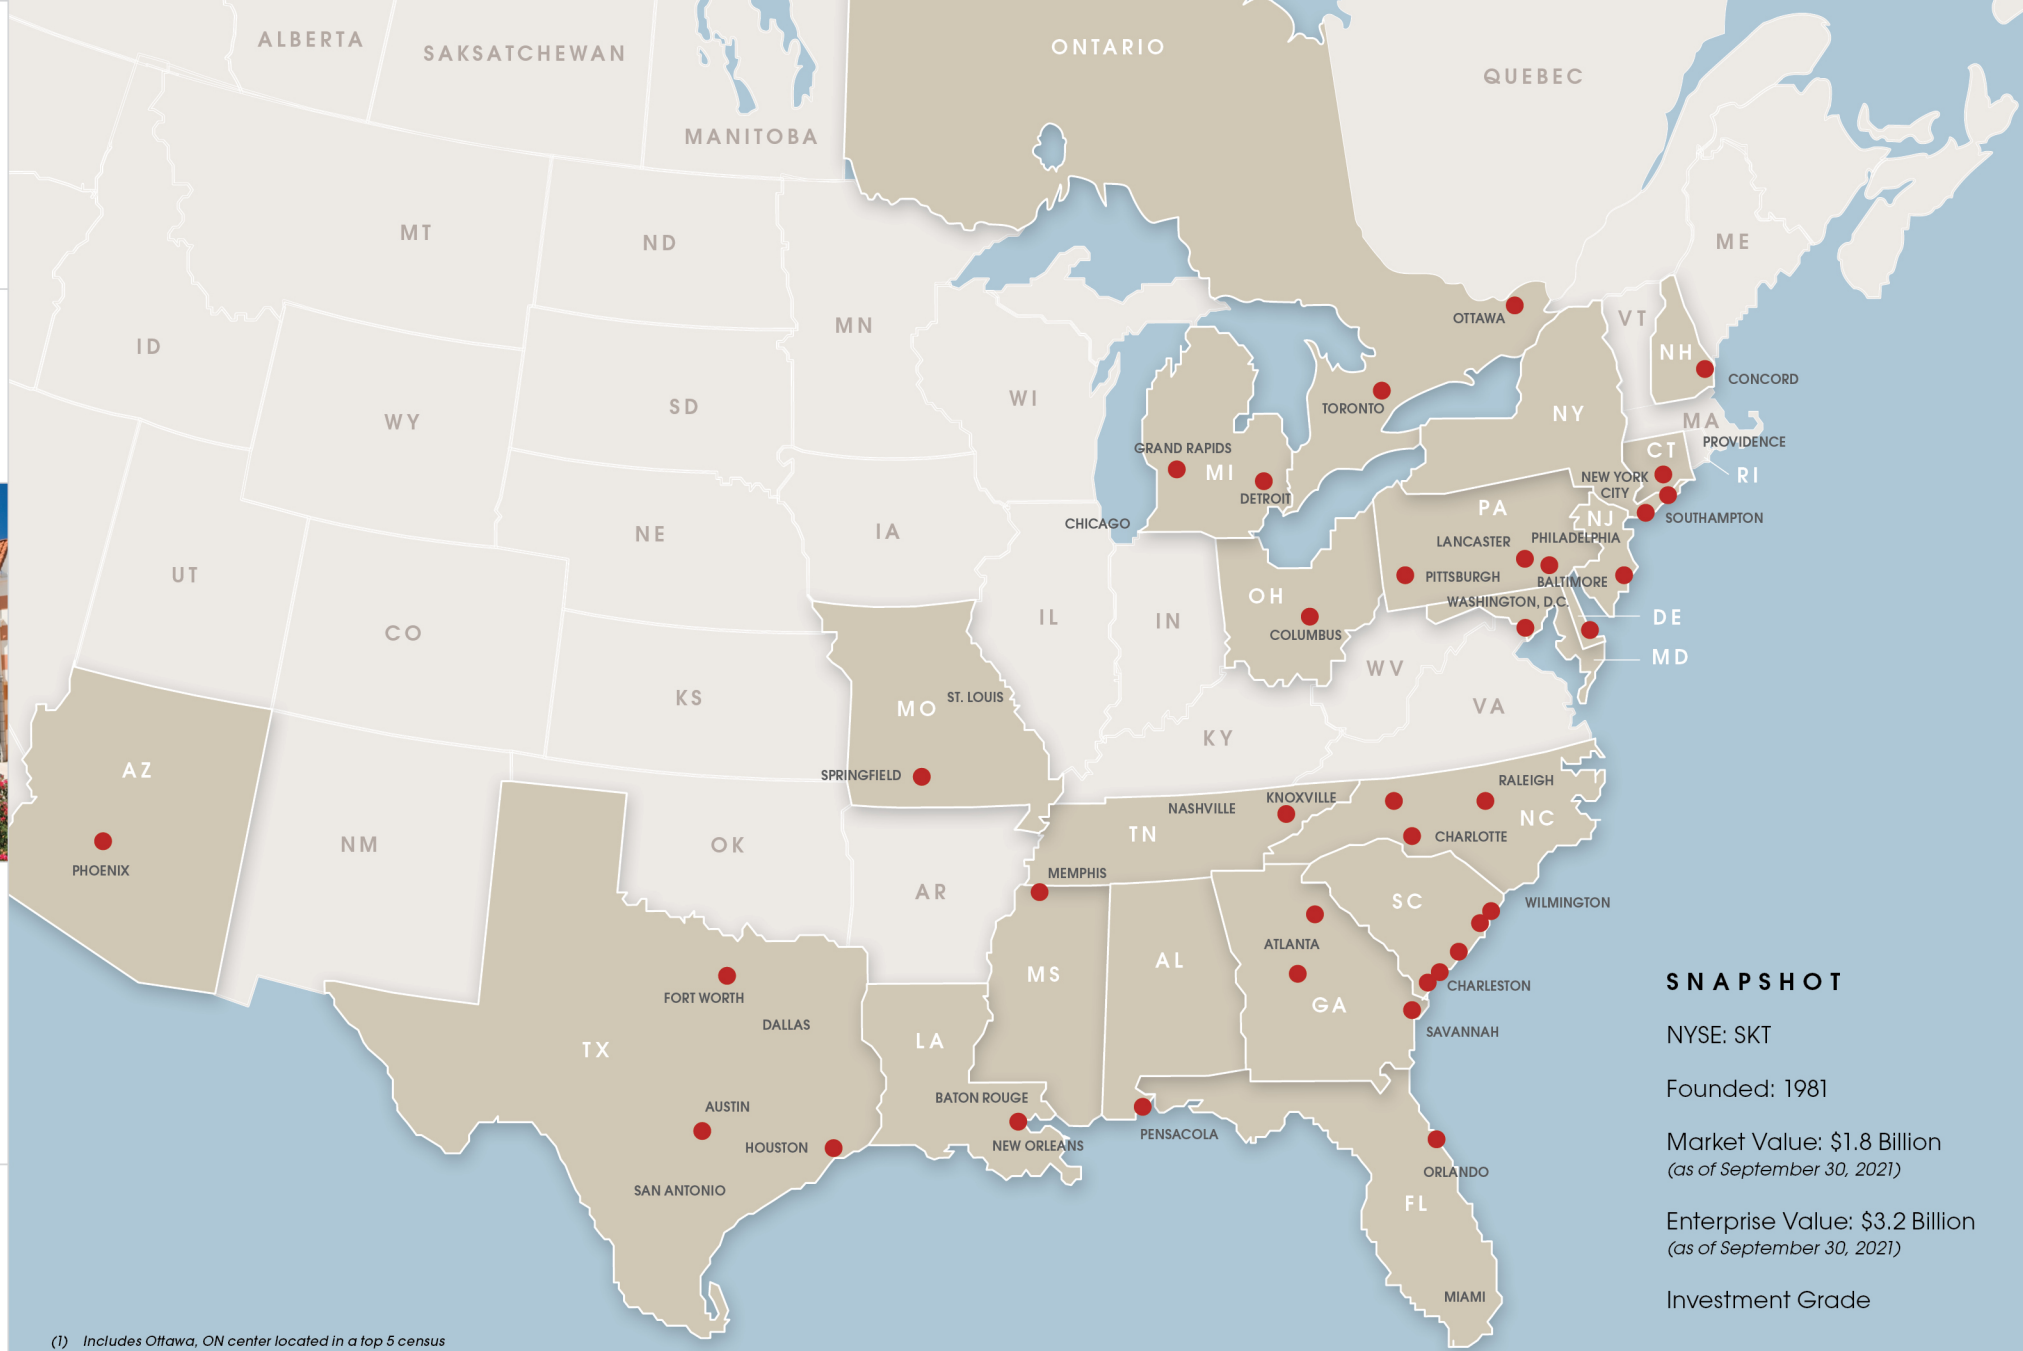 ALBERTA
SAKSATCHEWAN
MANITOBA
ONTARIO
QUEBEC
MT
ND
MN
ME
ID
WY
SD
WI
VT
NH
OTTAWA
CONCORD
TORONTO
NY
MA
PROVIDENCE
CT
RI
GRAND RAPIDS
MI
DETROIT
NEW YORK
CITY
SOUTHAMPTON
CHICAGO
NE
IA
PA
NJ
LANCASTER
PHILADELPHIA
PITTSBURGH
BALTIMORE
WASHINGTON, D.C.
DE
MD
UT
CO
IL
IN
OH
COLUMBUS
WV
VA
KS
MO
ST. LOUIS
KY
SPRINGFIELD
AZ
PHOENIX
NM
OK
AR
NASHVILLE
KNOXVILLE
TN
RALEIGH
NC
CHARLOTTE
MEMPHIS
WILMINGTON
SC
ATLANTA
MS
AL
GA
CHARLESTON
SAVANNAH
FORT WORTH
DALLAS
TX
LA
AUSTIN
HOUSTON
SAN ANTONIO
BATON ROUGE
NEW ORLEANS
PENSACOLA
ORLANDO
FL
MIAMI
SNAPSHOT
NYSE: SKT
Founded: 1981
Market Value: $1.8 Billion
(as of September 30, 2021)
Enterprise Value: $3.2 Billion
(as of September 30, 2021)
Investment Grade
(1) Includes Ottawa, ON center located in a top 5 census